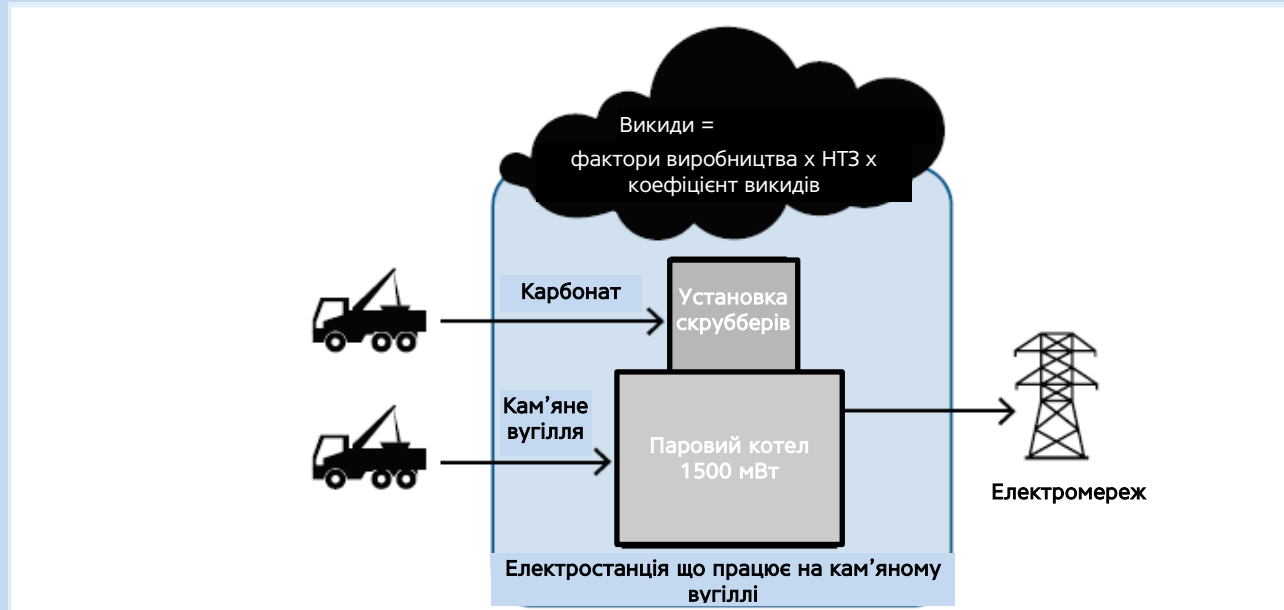 Викиди =
фактори виробництва x НТЗ x
коефіцієнт викидів
Карбонат
Установка
скрубберів
Кам’яне
вугілля
Паровий котел
1500 мВт
Електромереж
Електростанція що працює на кам’яному
вугіллі